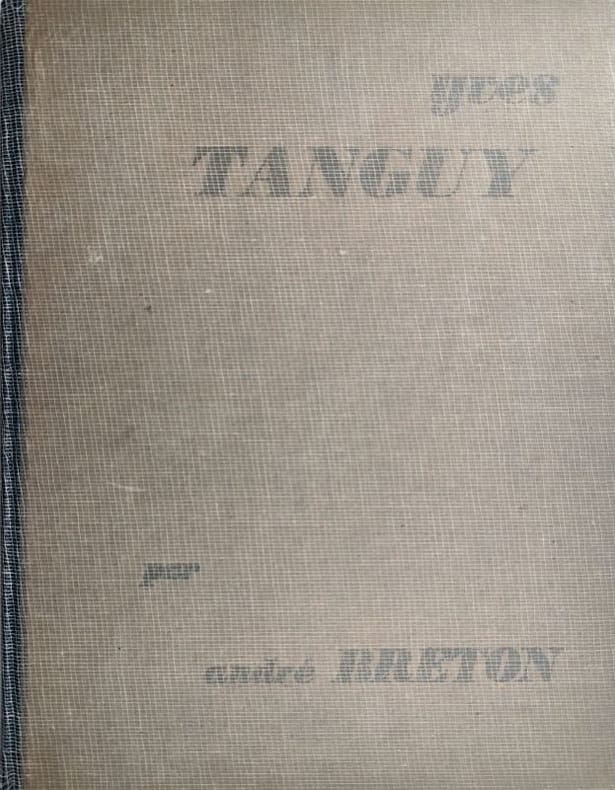 yves
TANGUY
par
andré BRETON